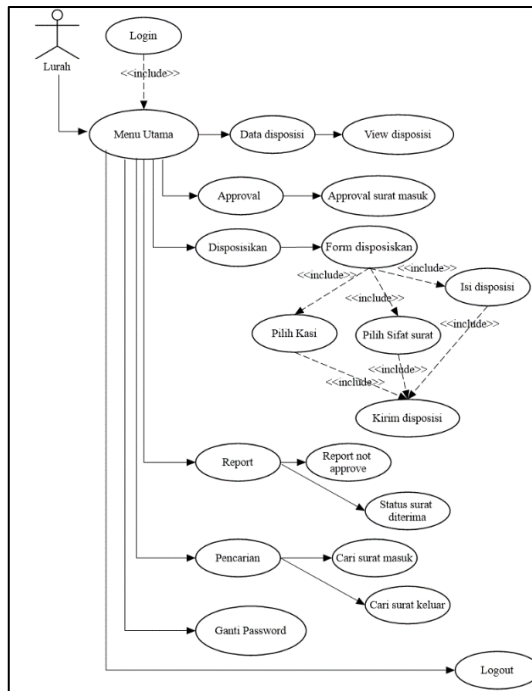 Login
Lurah
<<include>>
Menu Utama
Data disposisi
View disposisi
Approval
Approval surat masuk
Disposisikan
Form disposiskan
<<include>>
<<include>>
<<include>>
Isi disposisi
Pilih Kasi
Pilih Sifat surat
<<include>>
<<include>>
<<include>>
Kirim disposisi
Report
Report not
approve
Status surat
diterima
Pencarian
Cari surat masuk
Cari surat keluar
Ganti Password
Logout